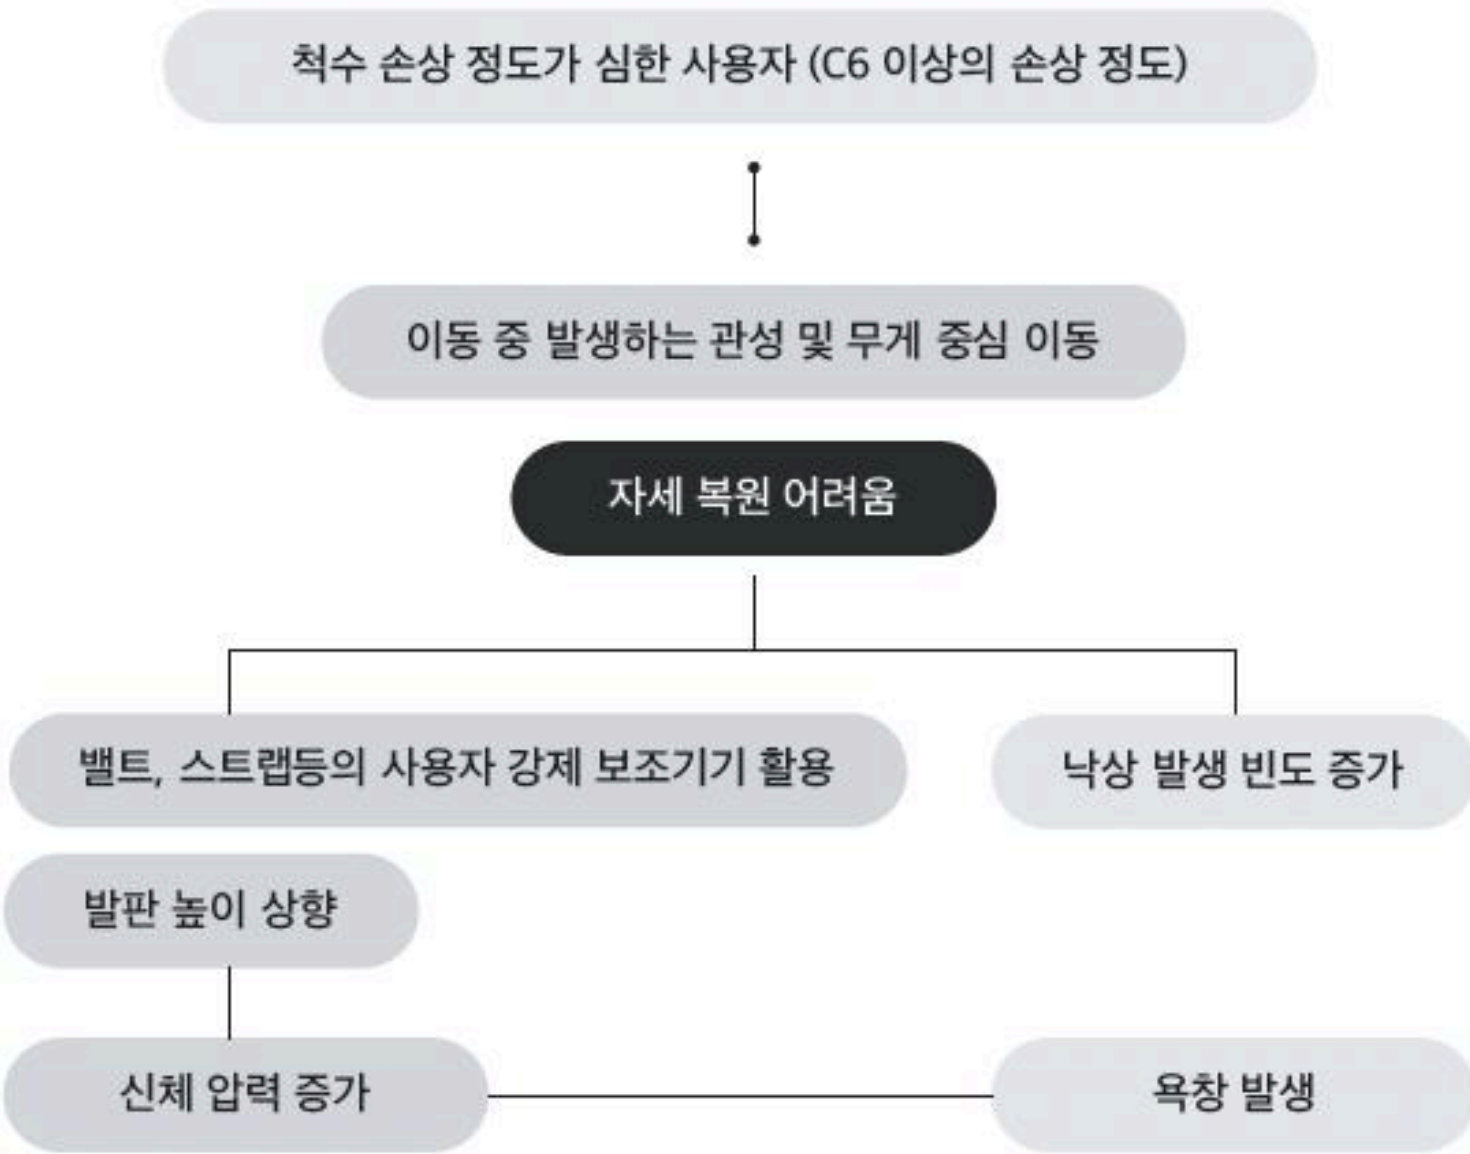 척수 손상 정도가 심한 사용자 (C6 이상의 손상 정도)
이동 중 발생하는 관성 및 무게 중심 이동
자세 복원 어려움
밸트, 스트랩등의 사용자 강제 보조기기 활용
낙상 발생 빈도 증가
발판 높이 상향
신체 압력 증가
욕창 발생